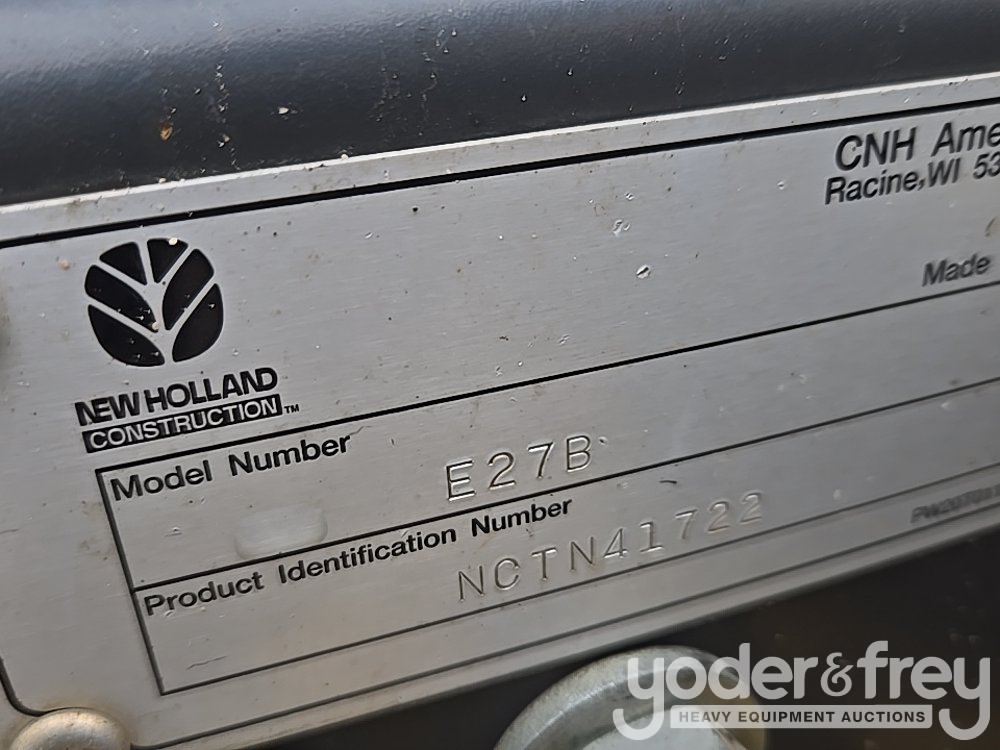 CNH Ame
Racine,WI 53
Made
NEW HOLLAND
CONSTRUCTION™
Model Number
E27B
Product Identification Number
NCTN41722
yoder&frey
HEAVY EQUIPMENT AUCTIONS